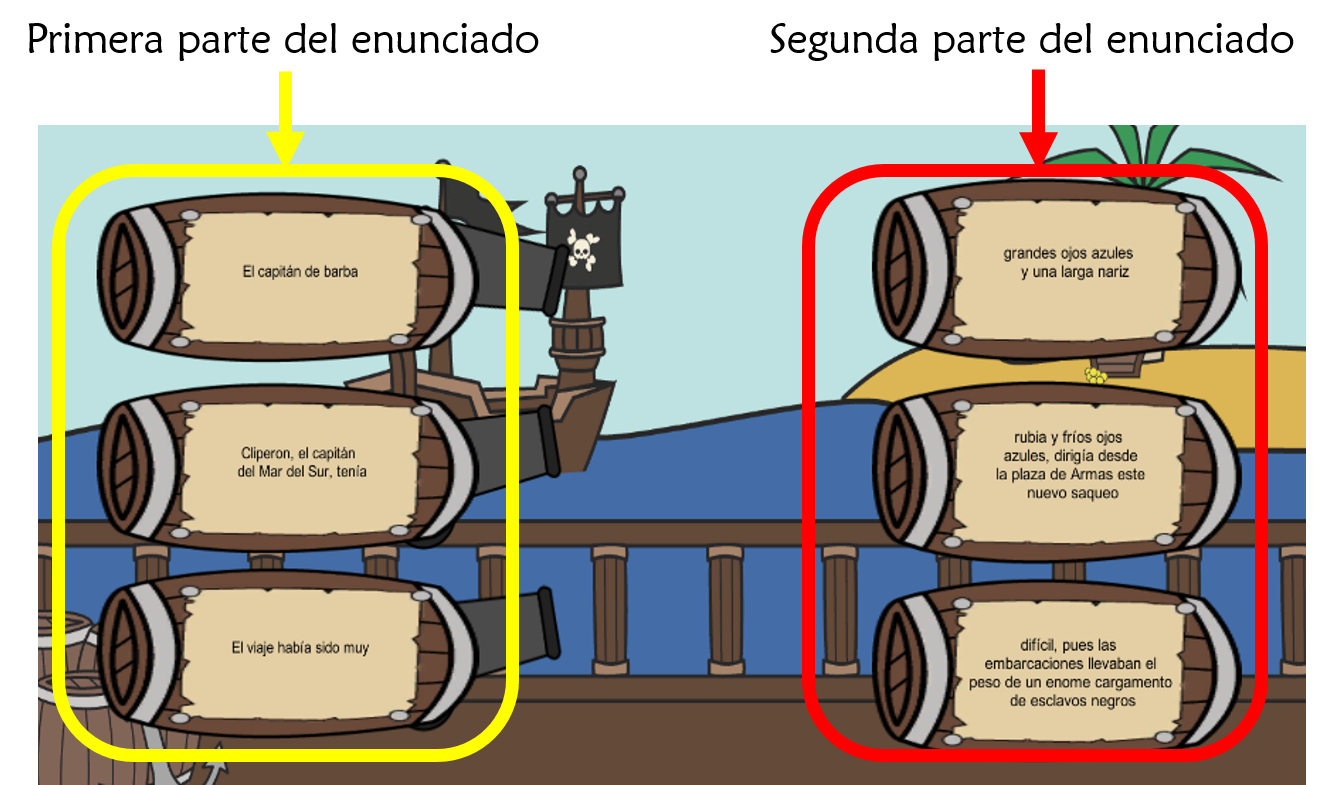 Primera parte del enunciado
Segunda parte del enunciado
El capitán de barba
Cliperon, el capitán
del Mar del Sur, tenía
El viaje había sido muy
grandes ojos azules
y una larga nariz
rubia y fríos ojos
azules, dirigía desde
la plaza de Armas este
nuevo saqueo
difícil, pues las
embarcaciones llevaban el
peso de un enome cargamento
de esclavos negros